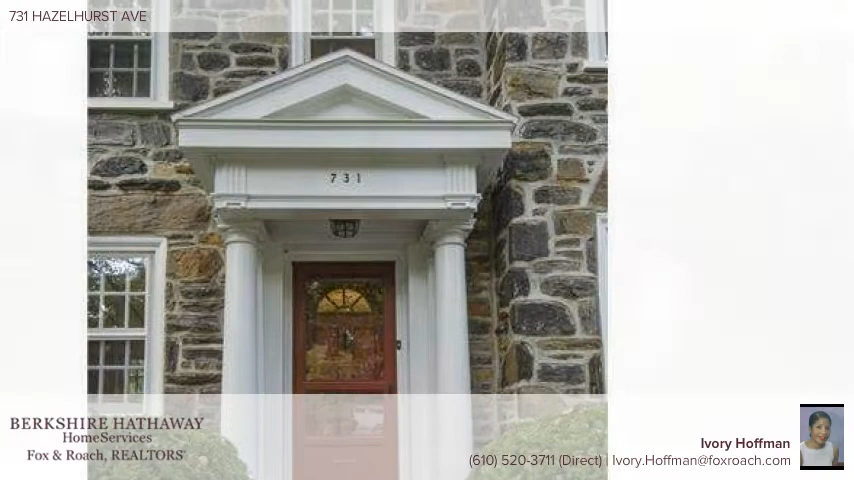 731 HAZELHURST AVE
731
BERKSHIRE HATHAWAY
HomeServices
Fox & Roach, REALTORS®
Ivory Hoffman
(610) 520-3711 (Direct) | Ivory.Hoffman@foxroach.com